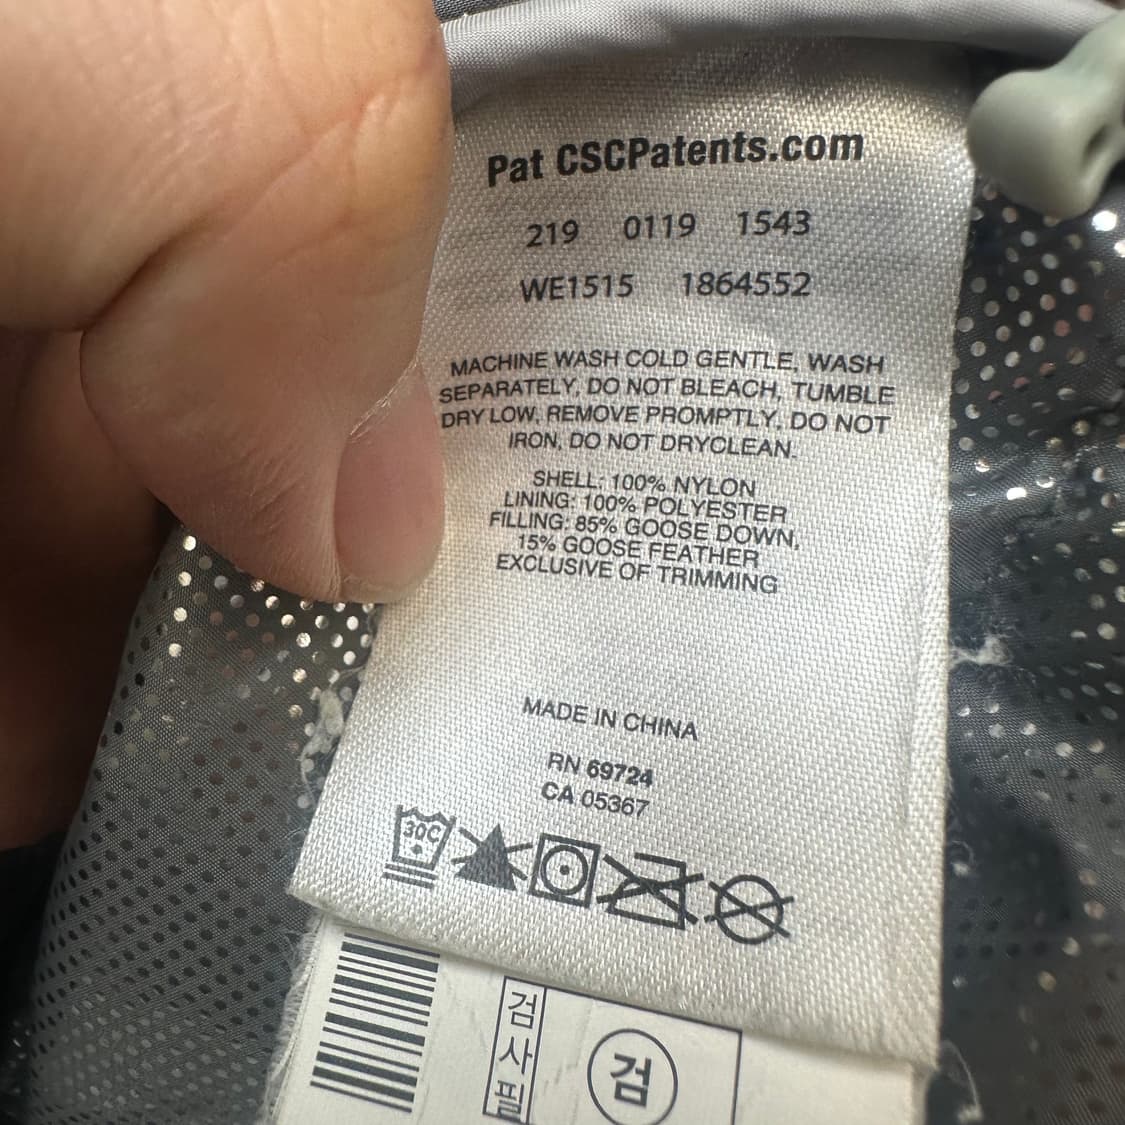 Pat CSCPatents.com
219 0119 1543
WE1515 1864552
MACHINE WASH COLD GENTLE, WASH
SEPARATELY, DO NOT BLEACH, TUMBLE
DRY LOW, REMOVE PROMPTLY, DO NOT
IRON, DO NOT DRYCLEAN.
SHELL: 100% NYLON
LINING: 100% POLYESTER
FILLING: 85% GOOSE DOWN,
15% GOOSE FEATHER
EXCLUSIVE OF TRIMMING
MADE IN CHINA
RN 69724
CA 05367
30C
검사필
검